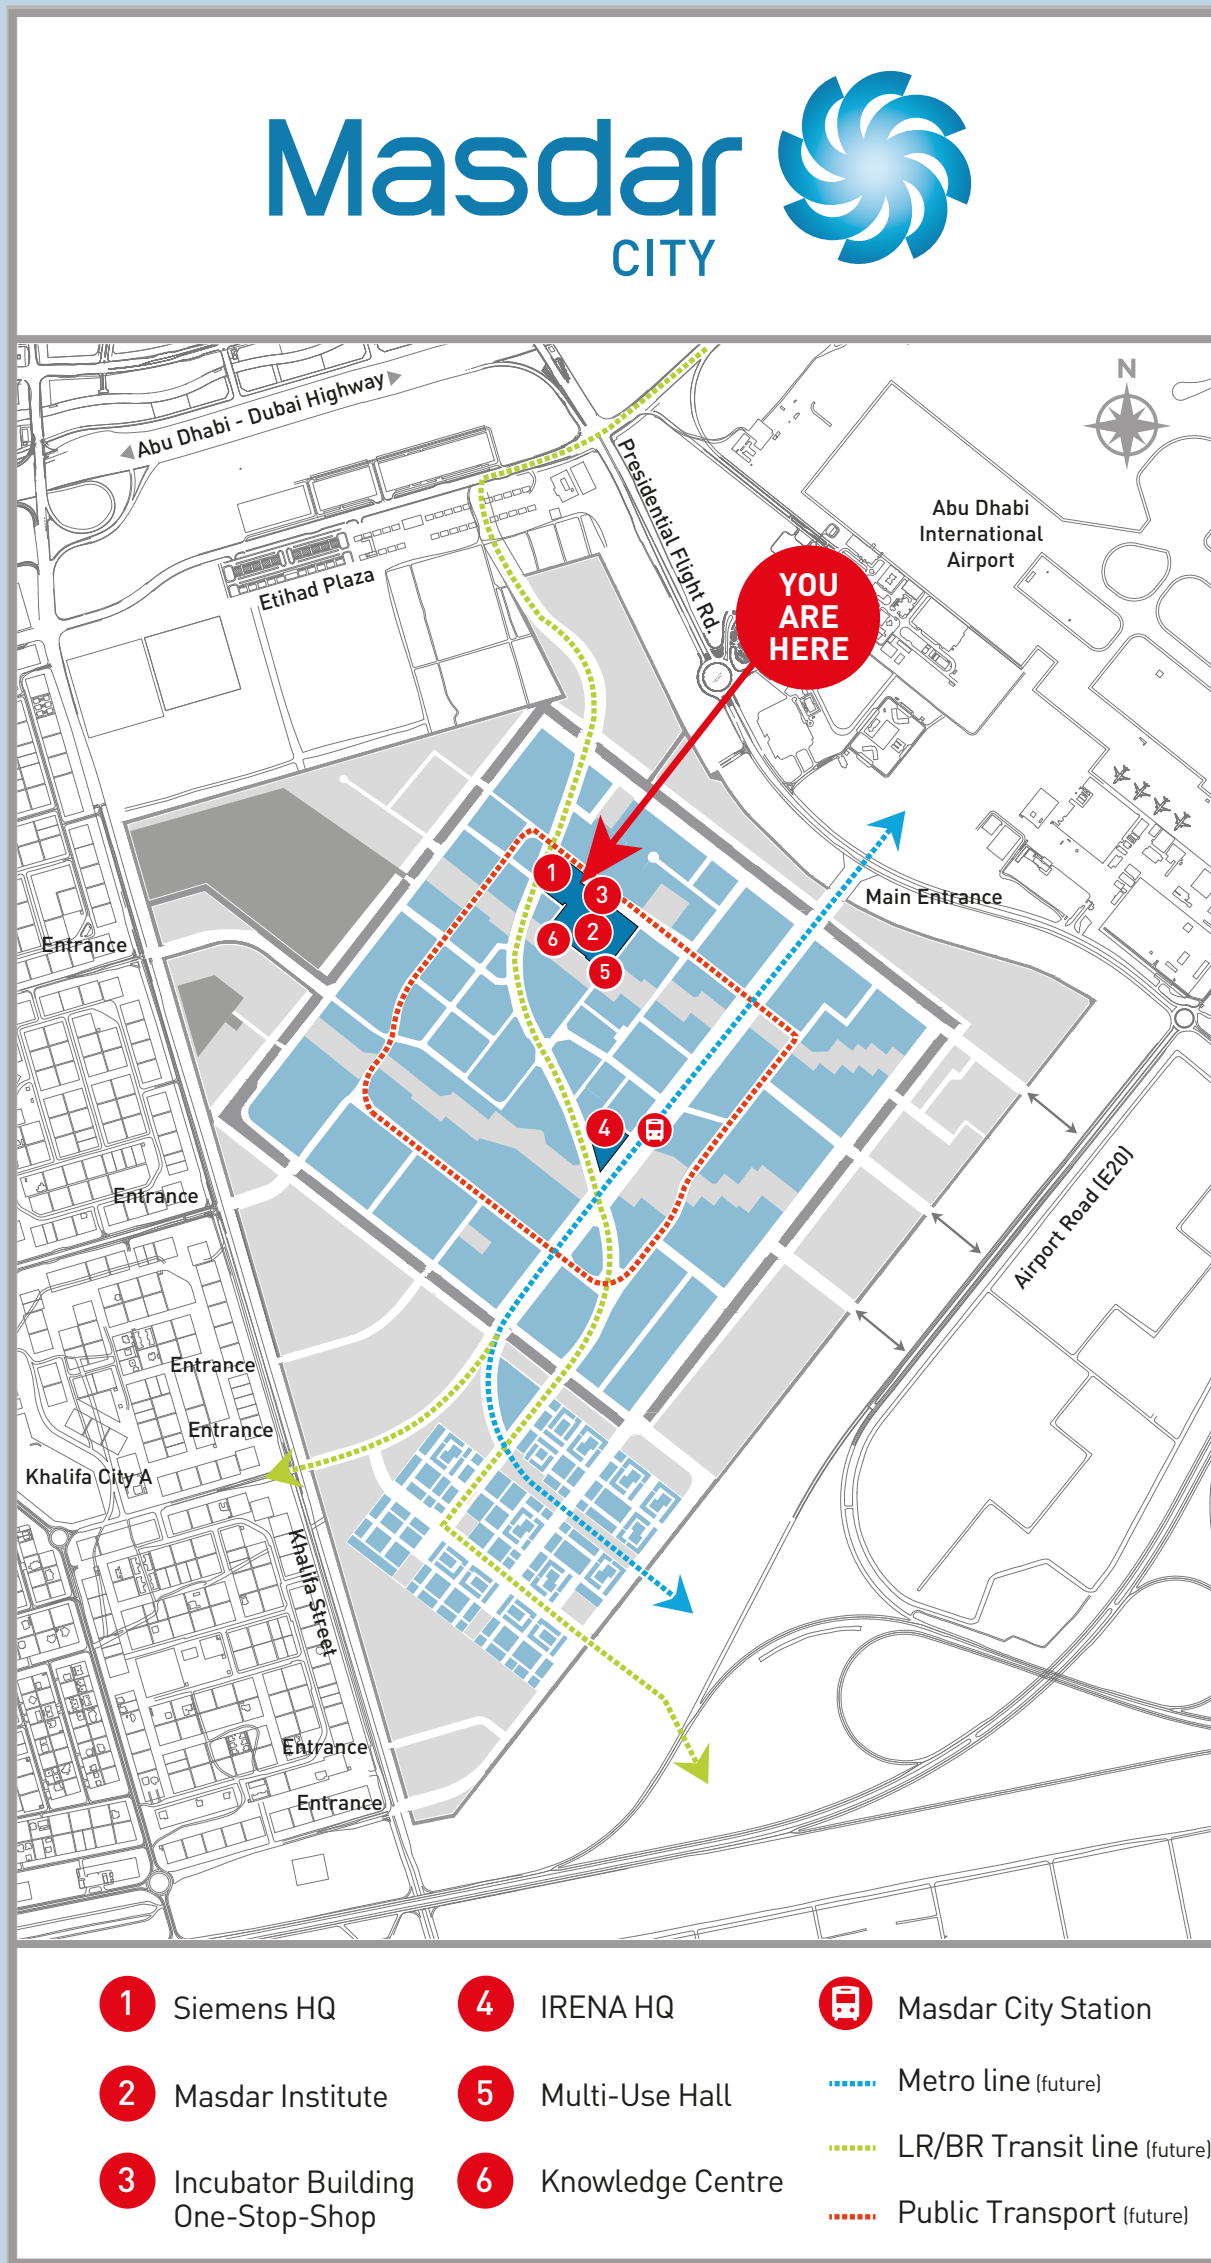 Masdar
CITY
N
Abu Dhabi - Dubai Highway
Presidential Flight Rd.
Abu Dhabi
International
Airport
Etihad Plaza
YOU
ARE
HERE
Main Entrance
1
3
2
6
5
4
Entrance
Entrance
Entrance
Entrance
Khalifa City A
Khalifa Street
Airport Road (E20)
Entrance
Entrance
1 Siemens HQ
2 Masdar Institute
3 Incubator Building
One-Stop-Shop
4 IRENA HQ
5 Multi-Use Hall
6 Knowledge Centre
Masdar City Station
Metro line (future)
LR/BR Transit line (future)
Public Transport (future)